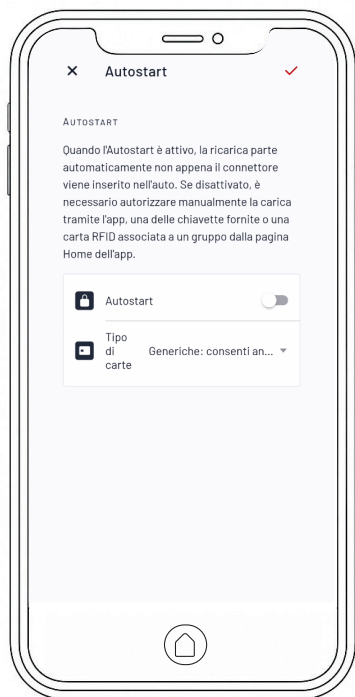 Autostart
AUTOSTART
Quando l'Autostart è attivo, la ricarica parte
automaticamente non appena il connettore
viene inserito nell'auto. Se disattivato, è
necessario autorizzare manualmente la carica
tramite l'app, una delle chiavette fornite o una
carta RFID associata a un gruppo dalla pagina
Home dell'app.
Autostart
Tipo
di
carte
Generiche: consenti an...